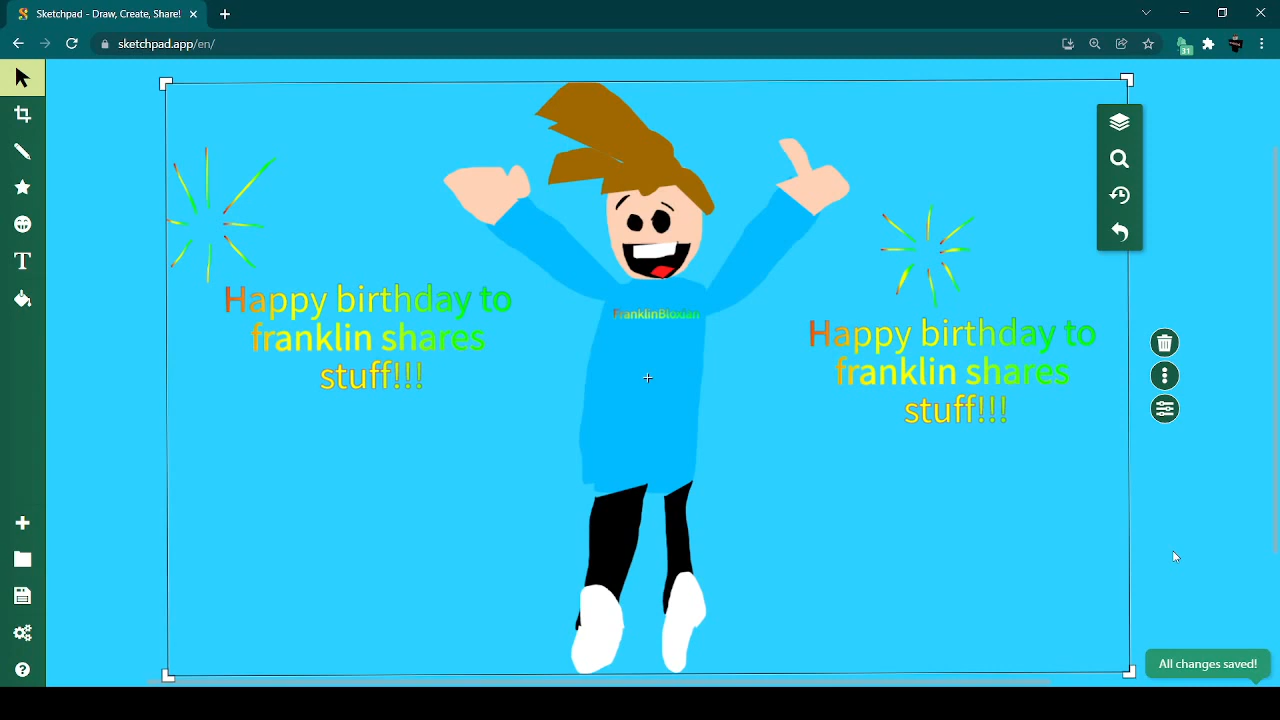 Sketchpad - Draw, Create, Share!
sketchpad.app/en/
31
Happy birthday to
franklin shares
stuff!!!
FranklinBloxian
Happy birthday to
franklin shares
stuff!!!
T
All changes saved!